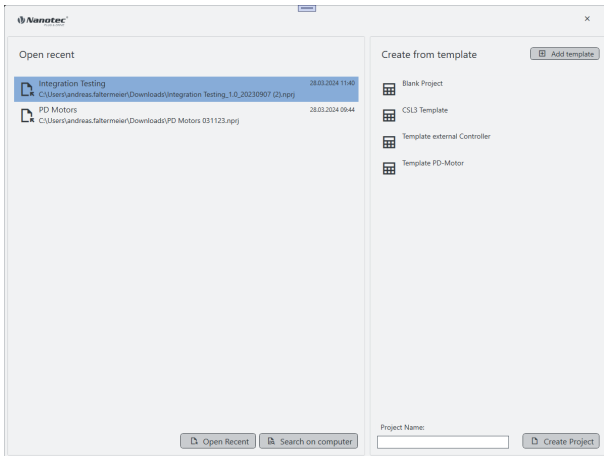 Nanotec®
Open recent
Integration Testing
28.03.2024 11:40
C:\Users\andreas.faltermeier\Downloads\Integration Testing_1.0_20230907 (2).nprj
PD Motors
28.03.2024 09:44
C:\Users\andreas.faltermeier\Downloads\PD Motors 031123.nprj
Open Recent
Search on computer
Create from template
Add template
Blank Project
CSL3 Template
Template external Controller
Template PD-Motor
Project Name:
Create Project